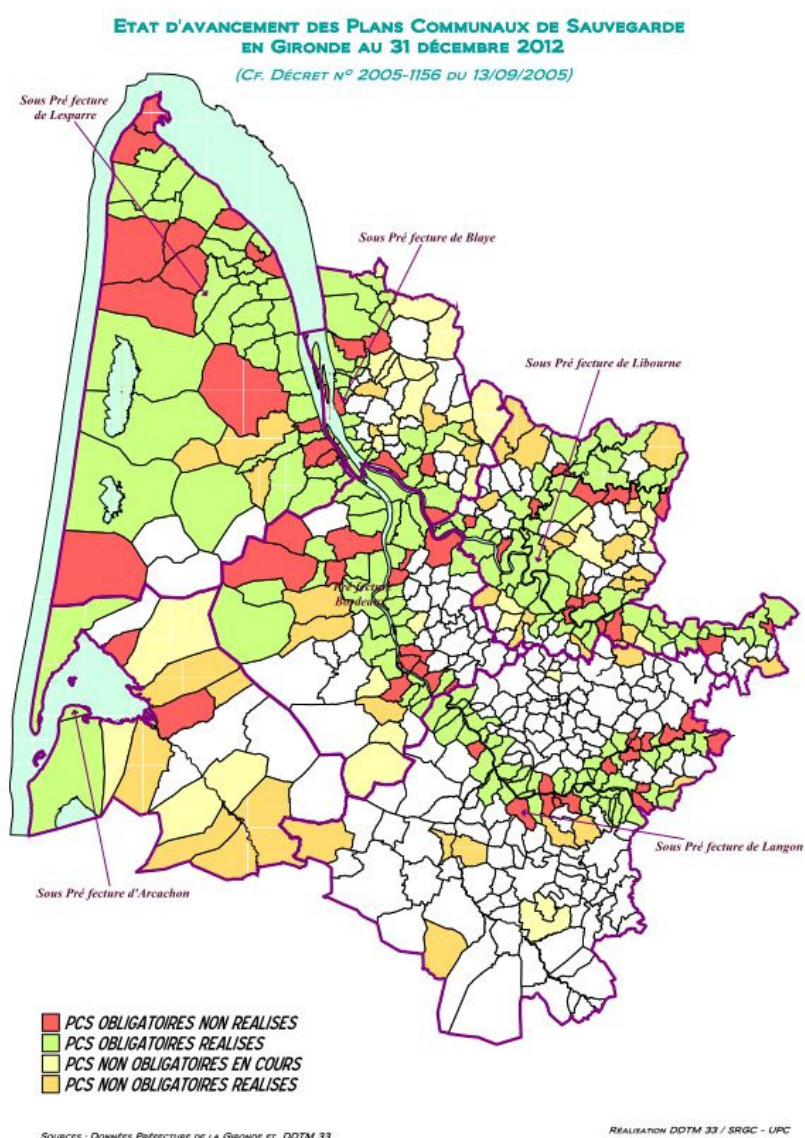 Etat d'avancement des Plans Communaux de Sauvegarde
en Gironde au 31 décembre 2012
(Cf. Décret n° 2005-1156 du 13/09/2005)
Sous Pré fecture
de Lesparre
Sous Pré fecture de Blaye
Sous Pré fecture de Libourne
Pré fecture
Bordeaux
Sous Pré fecture de Langon
Sous Pré fecture d'Arcachon
PCS OBLIGATOIRES NON REALISES
PCS OBLIGATOIRES REALISES
PCS NON OBLIGATOIRES EN COURS
PCS NON OBLIGATOIRES REALISES
Sources : Données Préfecture de la Gironde et DDTM 33
Réalisation DDTM 33 / SRGC - UPC